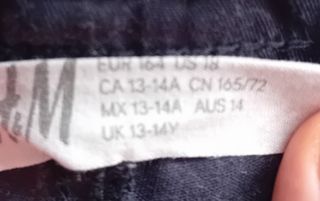 H&M
EUR 164 US 18
CA 13-14A CN 165/72
MX 13-14A AUS 14
UK 13-14Y